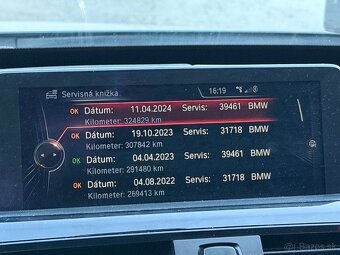 Servisná knižka
16:19
OK Dátum: 11.04.2024 Servis: 39461 BMW
Kilometer: 324829 km
OK Dátum: 19.10.2023 Servis: 31718 BMW
Kilometer: 307842 km
OK Dátum: 04.04.2023 Servis: 39461 BMW
Kilometer: 291480 km
OK Dátum: 04.08.2022 Servis: 31718 BMW
Kilometer: 269413 km